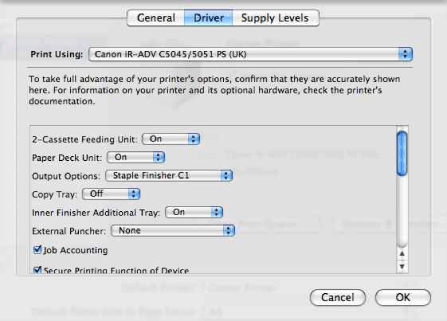 General Driver Supply Levels
Print Using: Canon iR-ADV C5045/5051 PS (UK)
To take full advantage of your printer's options, confirm that they are accurately shown
here. For information on your printer and its optional hardware, check the printer's
documentation.
2-Cassette Feeding Unit: On
Paper Deck Unit: On
Output Options: Staple Finisher C1
Copy Tray: Off
Inner Finisher Additional Tray: On
External Puncher: None
Job Accounting
Secure Printing Function of Device
Cancel OK